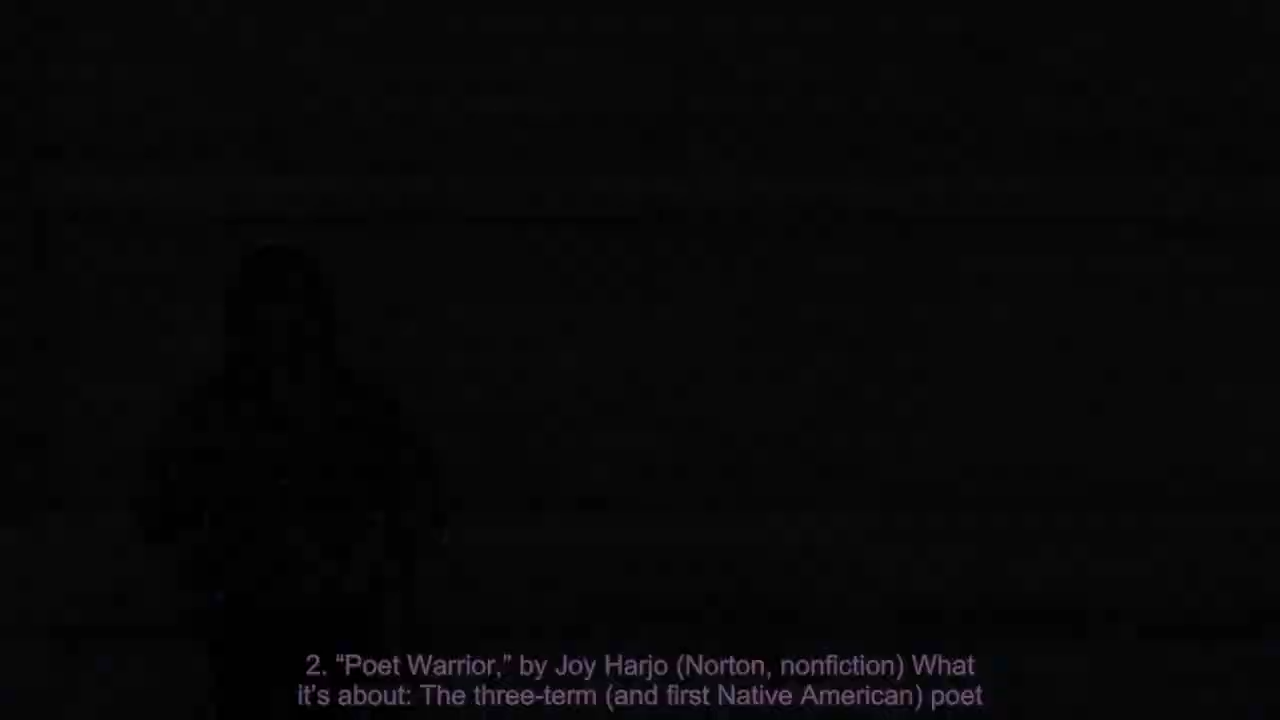 2. “Poet Warrior,” by Joy Harjo (Norton, nonfiction) What
it's about: The three-term (and first Native American) poet